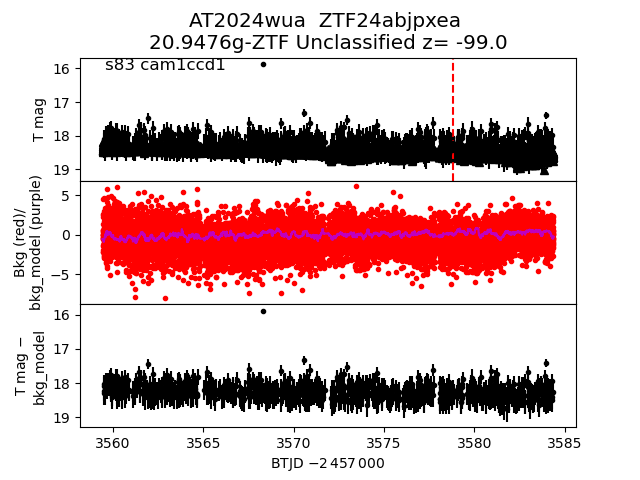 AT2024wua  ZTF24abjpxea
20.9476g-ZTF Unclassified z= -99.0
s83 cam1ccd1
T mag
16
17
18
19
Bkg (red)/
bkg_model (purple)
5
0
−5
T mag −
bkg_model
16
17
18
19
3560
3565
3570
3575
3580
3585
BTJD −2 457 000